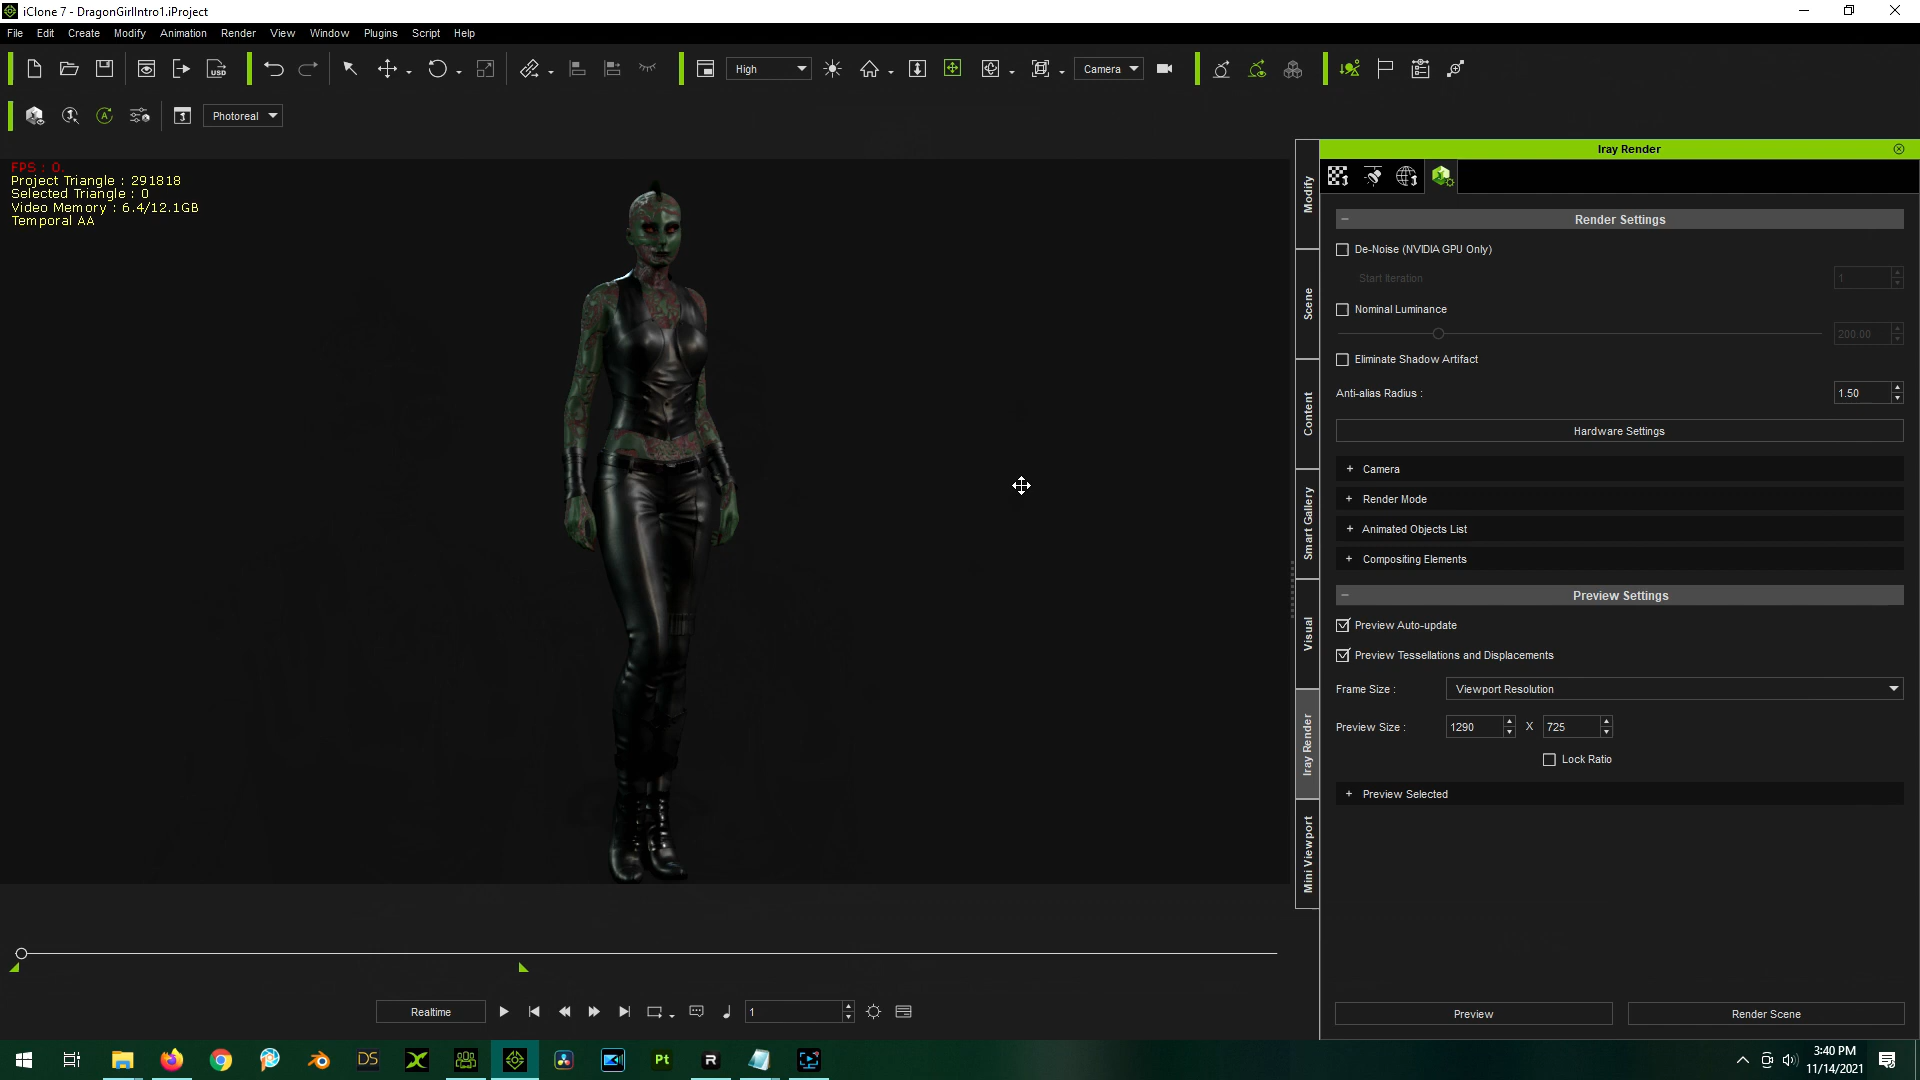 iClone 7 - DragonGirlIntro1.iProject
File Edit Create Modify Animation Render View Window Plugins Script Help
USD
High
Camera
Photoreal
FPS : 0.
Project Triangle : 291818
Selected Triangle : 0
Video Memory : 6.4/12.1GB
Temporal AA
Modify
Scene
Content
Smart Gallery
Visual
Iray Render
Mini Viewport
Iray Render
Render Settings
De-Noise (NVIDIA GPU Only)
Start Iteration 1
Nominal Luminance
200.00
Eliminate Shadow Artifact
Anti-alias Radius : 1.50
Hardware Settings
+ Camera
+ Render Mode
+ Animated Objects List
+ Compositing Elements
Preview Settings
Preview Auto-update
Preview Tessellations and Displacements
Frame Size : Viewport Resolution
Preview Size : 1290 X 725
Lock Ratio
+ Preview Selected
Preview Render Scene
Realtime 1
DS Pt R
3:40 PM
11/14/2021